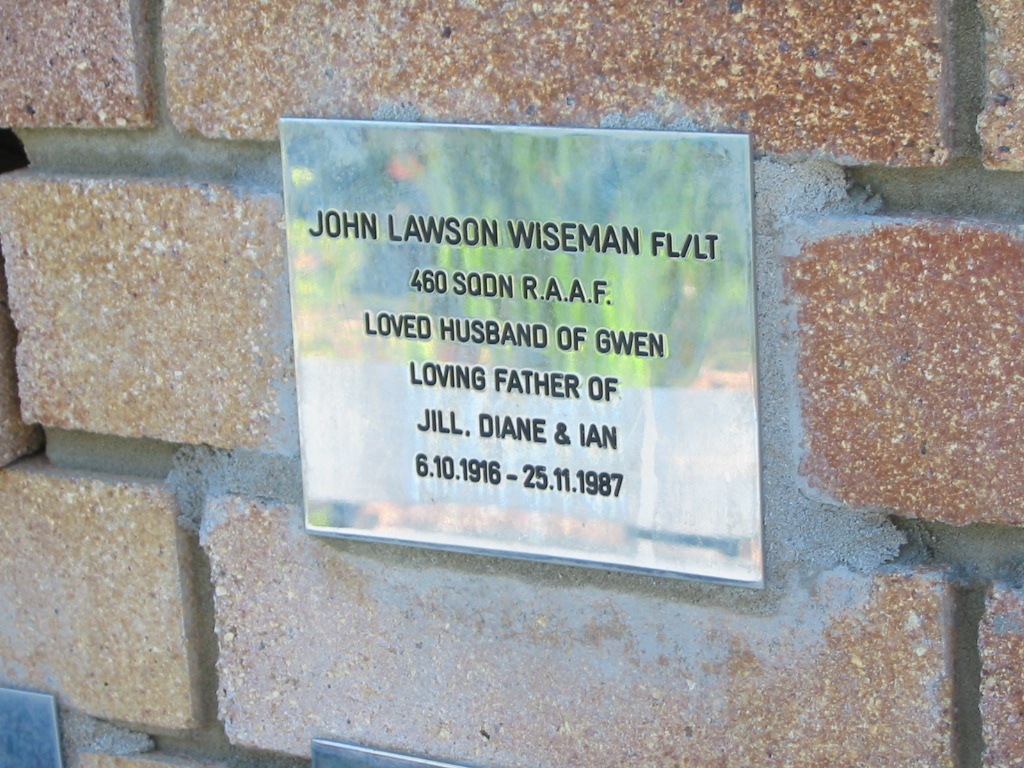 JOHN LAWSON WISEMAN FL/LT
460 SQDN R.A.A.F.
LOVED HUSBAND OF GWEN
LOVING FATHER OF
JILL. DIANE & IAN
6.10.1916 – 25.11.1987